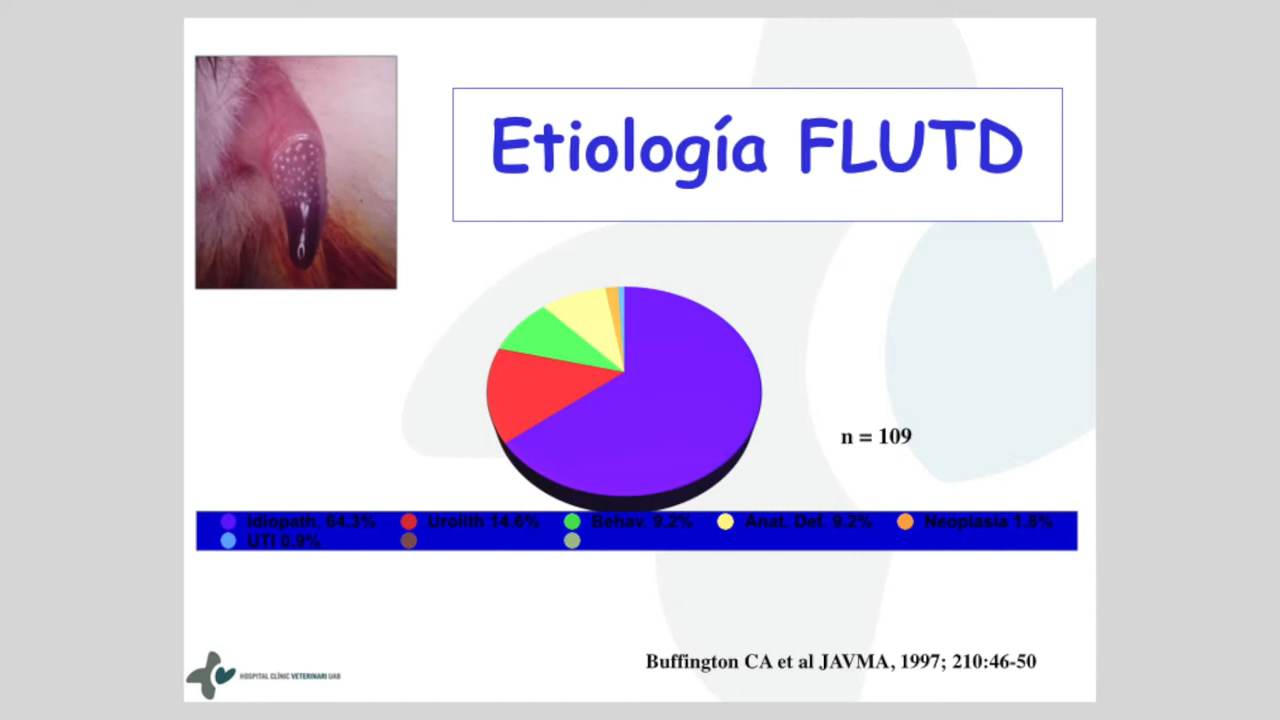 Etiología FLUTD
n = 109
Idiopath. 64.3% Urolith 14.6% Behav. 9.2% Anat. Def. 9.2% Neoplasia 1.8%
UTI 0.9%
Buffington CA et al JAVMA, 1997; 210:46-50
HOSPITAL CLÍNIC VETERINARI UAB